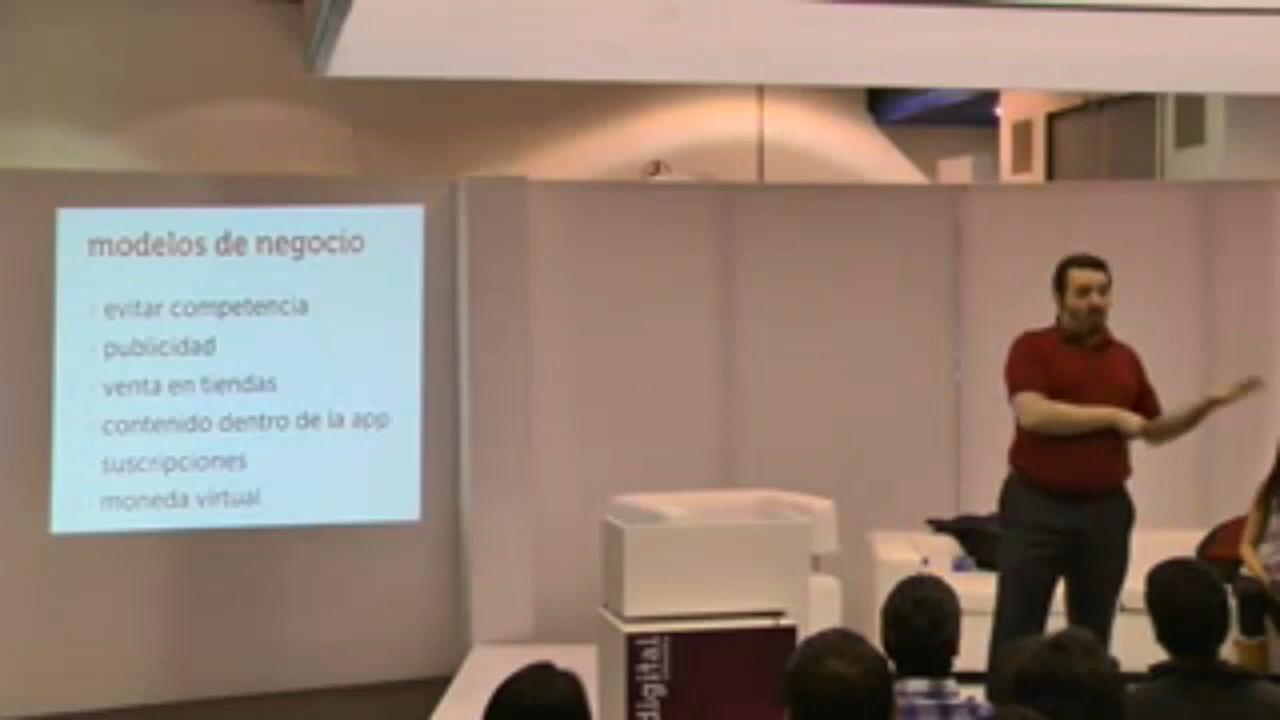 modelos de negocio
· evitar competencia
· publicidad
· venta en tiendas
· contenido dentro de la app
suscripciones
· moneda virtual
digital